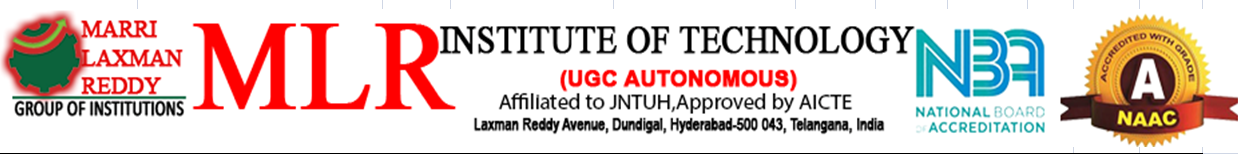 MARRI
LAXMAN
REDDY
GROUP OF INSTITUTIONS
MLR INSTITUTE OF TECHNOLOGY
(UGC AUTONOMOUS)
Affiliated to JNTUH,Approved by AICTE
Laxman Reddy Avenue, Dundigal, Hyderabad-500 043, Telangana, India
NBA
NATIONAL BOARD
OF ACCREDITATION
ACCREDITED WITH GRADE
A
NAAC